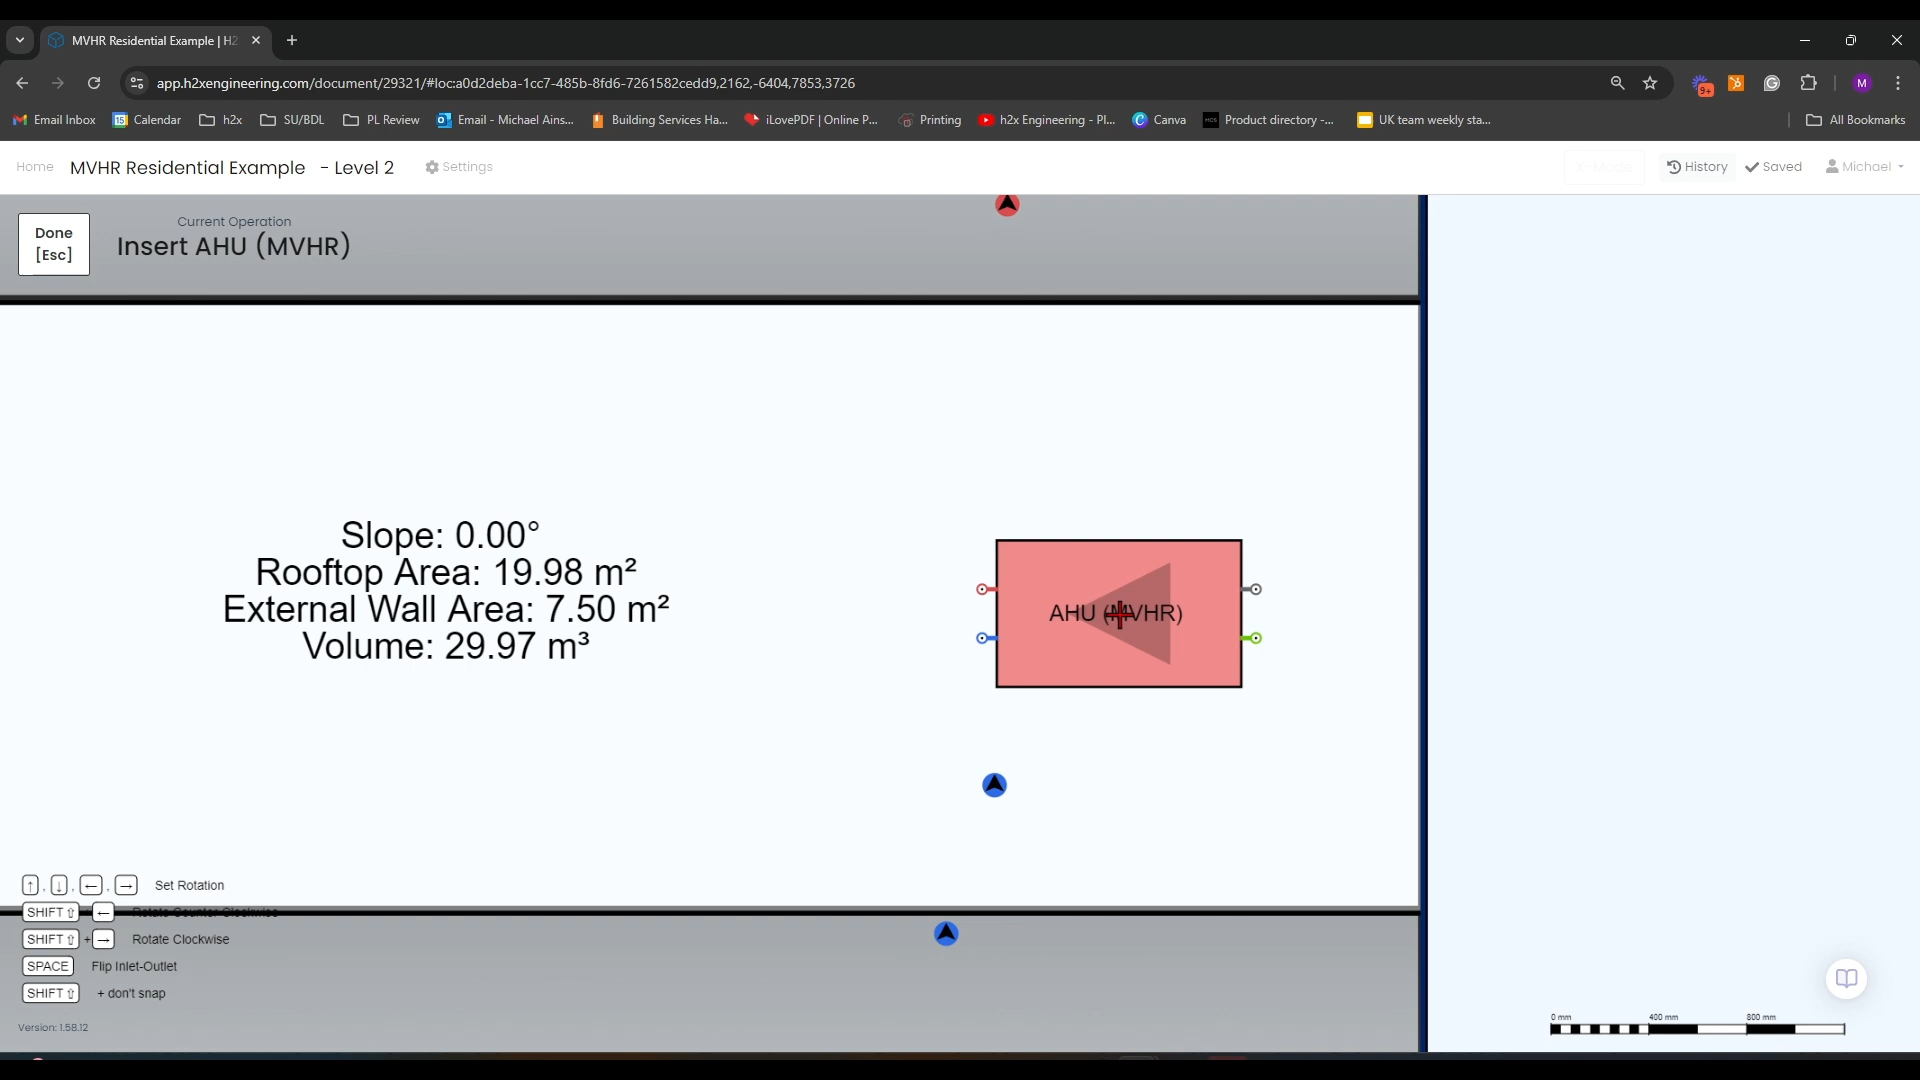 MVHR Residential Example | H2
app.h2xengineering.com/document/29321/#loc:a0d2deba-1cc7-485b-8fd6-7261582cedd9,2162,-6404,7853,3726
9+
M
Email Inbox
15
Calendar
h2x
SU/BDL
PL Review
Email - Michael Ains...
Building Services Ha...
iLovePDF | Online P...
Printing
h2x Engineering - Pl...
Canva
Product directory -...
UK team weekly sta...
All Bookmarks
Home
MVHR Residential Example - Level 2
Settings
History
Saved
Michael
Done
[Esc]
Current Operation
Insert AHU (MVHR)
Slope: 0.00°
Rooftop Area: 19.98 m²
External Wall Area: 7.50 m²
Volume: 29.97 m³
AHU (MVHR)
↑ , ↓ , ← , → Set Rotation
SHIFT ⇧ + ← Rotate Counter Clockwise
SHIFT ⇧ + → Rotate Clockwise
SPACE Flip Inlet-Outlet
SHIFT ⇧ + don't snap
Version: 1.58.12
0 mm 400 mm 800 mm